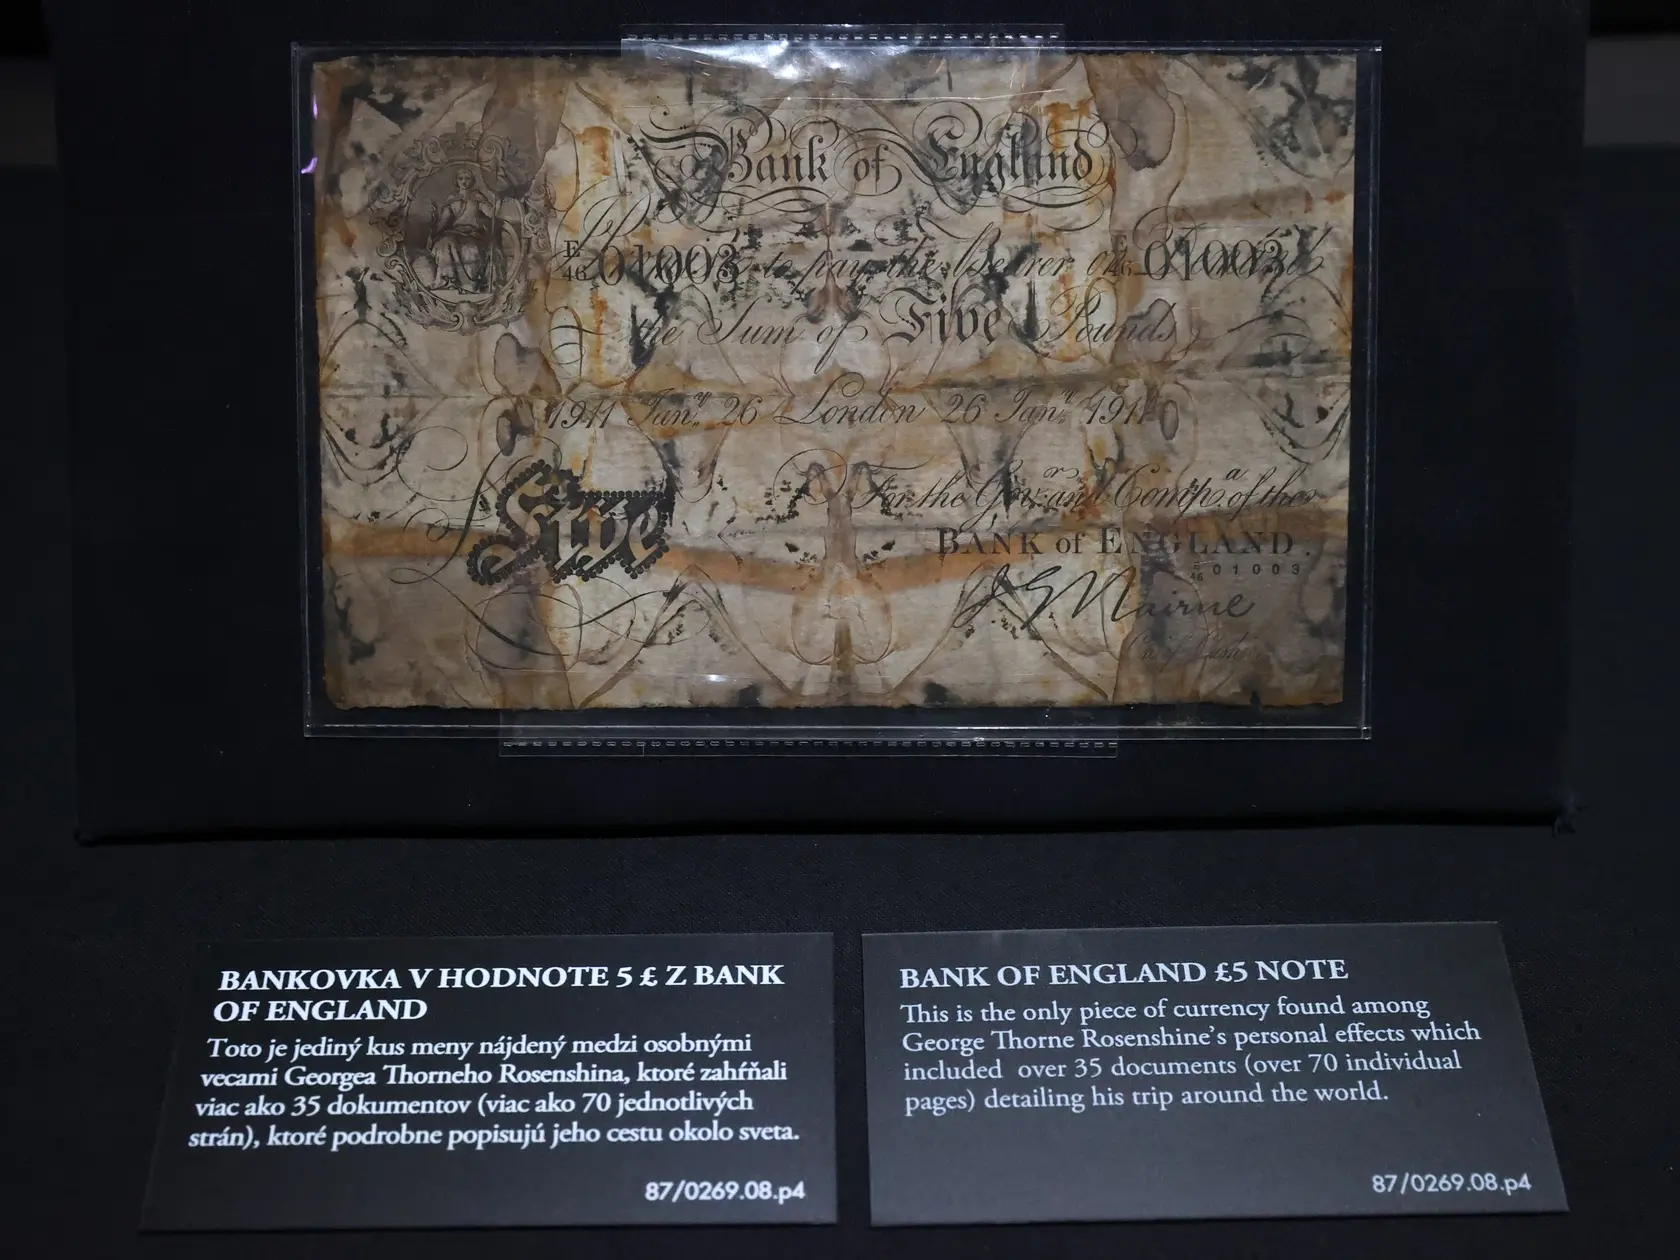 Bank of England
E 46 01003 to pay the Bearer on 46 01003
the Sum of Five Pounds
1911 Jan.y 26 London 26 Jan.y 1911
£ Five
For the Gov.r and Comp.a of the
BANK of ENGLAND.
E 46 01003
J G Nairne
BANKOVKA V HODNOTE 5 £ Z BANK
OF ENGLAND
Toto je jediný kus meny nájdený medzi osobnými
vecami Georgea Thorneho Rosenshina, ktoré zahŕňali
viac ako 35 dokumentov (viac ako 70 jednotlivých
strán), ktoré podrobne popisujú jeho cestu okolo sveta.
87/0269.08.p4
BANK OF ENGLAND £5 NOTE
This is the only piece of currency found among
George Thorne Rosenshine's personal effects which
included over 35 documents (over 70 individual
pages) detailing his trip around the world.
87/0269.08.p4